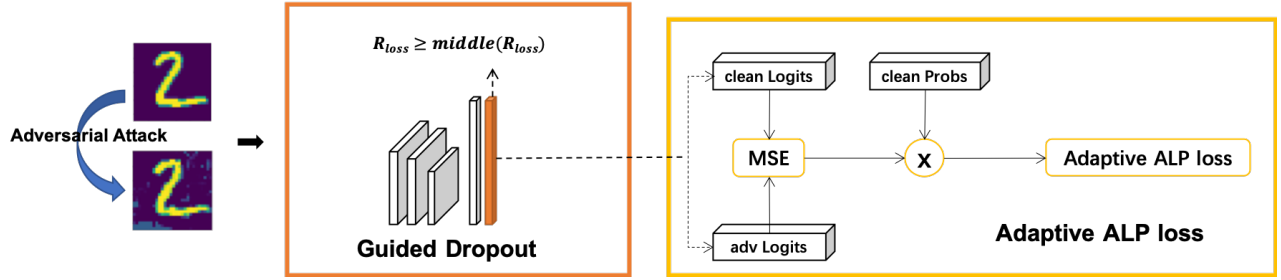 Adversarial Attack
R_loss ≥ middle(R_loss)
Guided Dropout
clean Logits
clean Probs
MSE
X
Adaptive ALP loss
adv Logits
Adaptive ALP loss